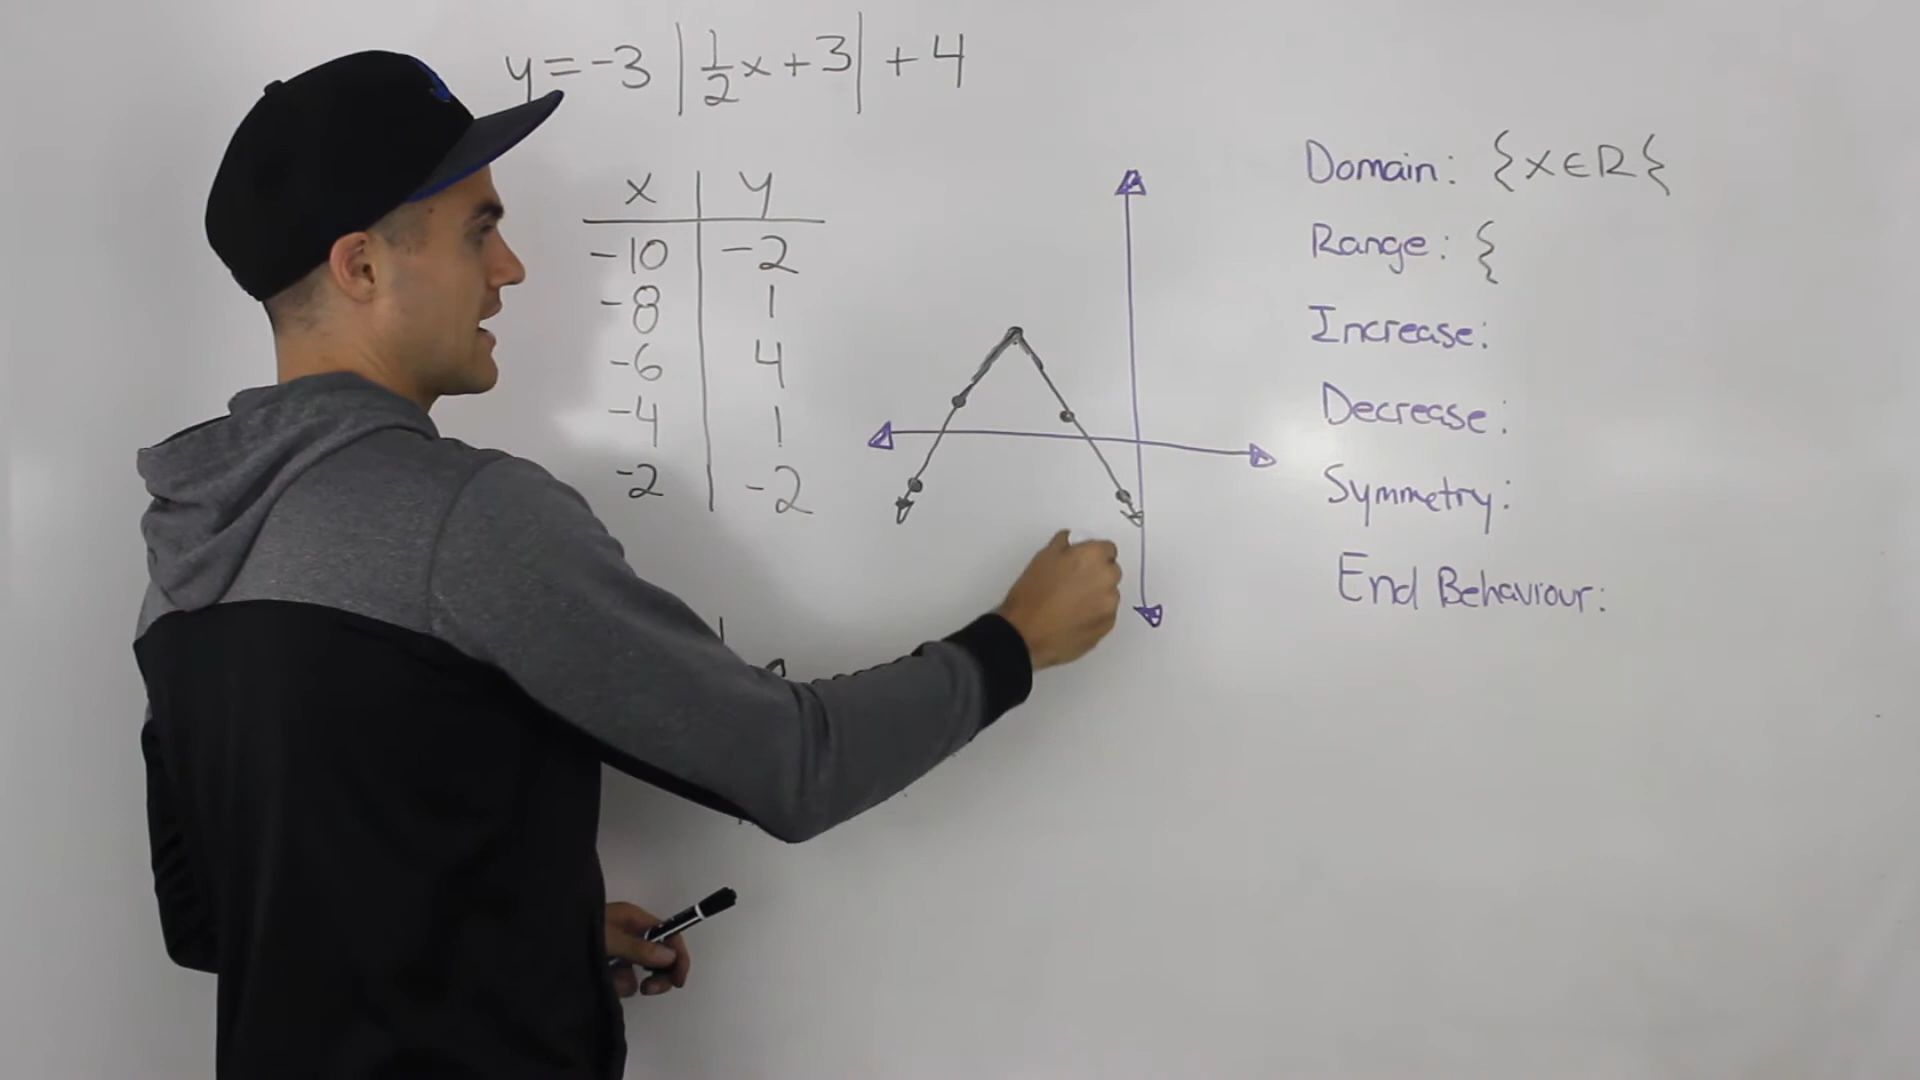 y = -3 | 1/2 x + 3 | + 4
x | y
-10 | -2
-8 | 1
-6 | 4
-4 | 1
-2 | -2
Domain: { x ∈ R {
Range: {
Increase:
Decrease:
Symmetry:
End Behaviour: